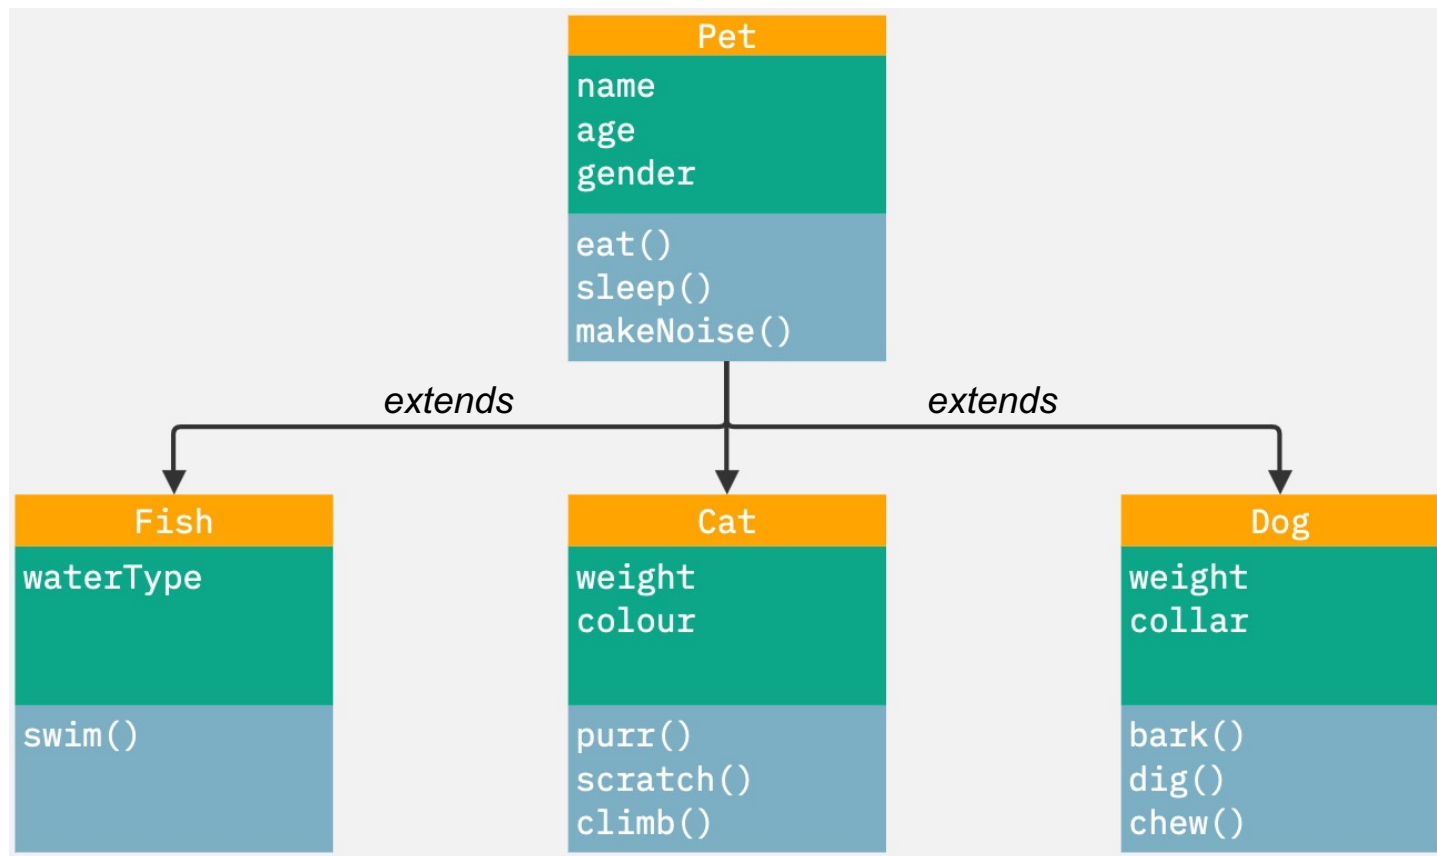 Pet
name
age
gender
eat()
sleep()
makeNoise()
extends
extends
Fish
waterType
swim()
Cat
weight
colour
purr()
scratch()
climb()
Dog
weight
collar
bark()
dig()
chew()